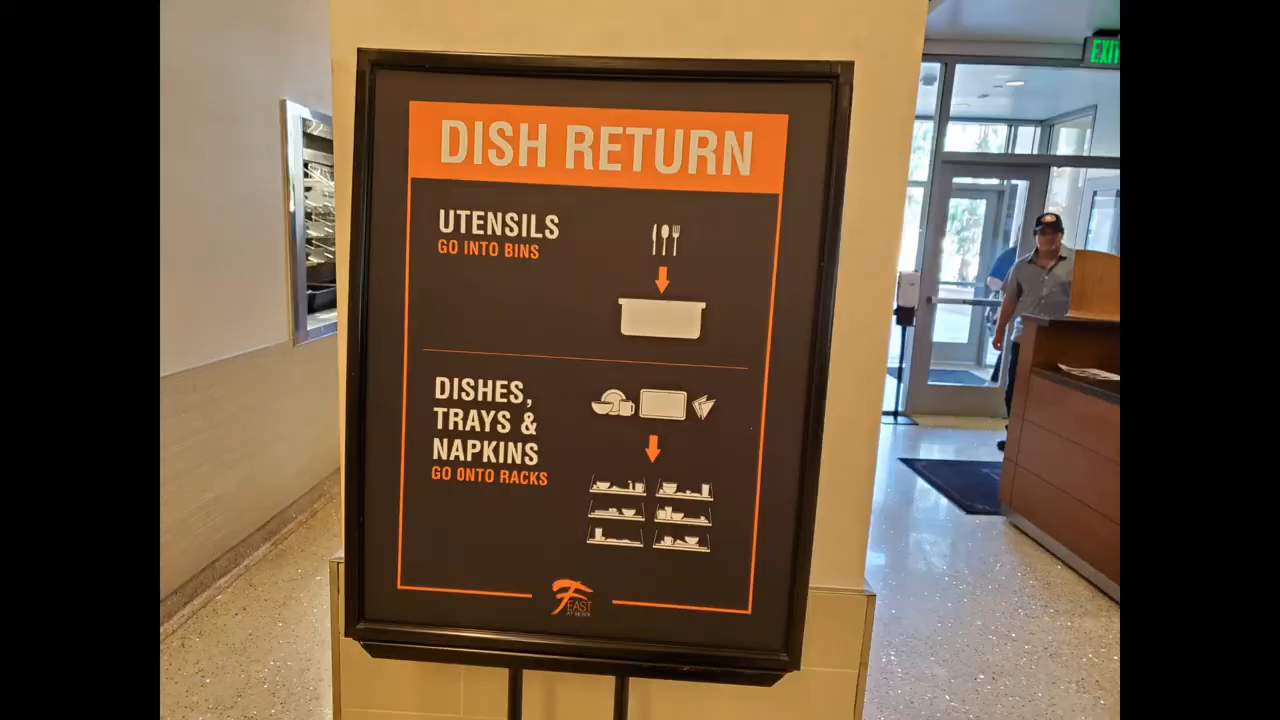 DISH RETURN
UTENSILS
GO INTO BINS
DISHES,
TRAYS &
NAPKINS
GO ONTO RACKS
FEAST
EXIT